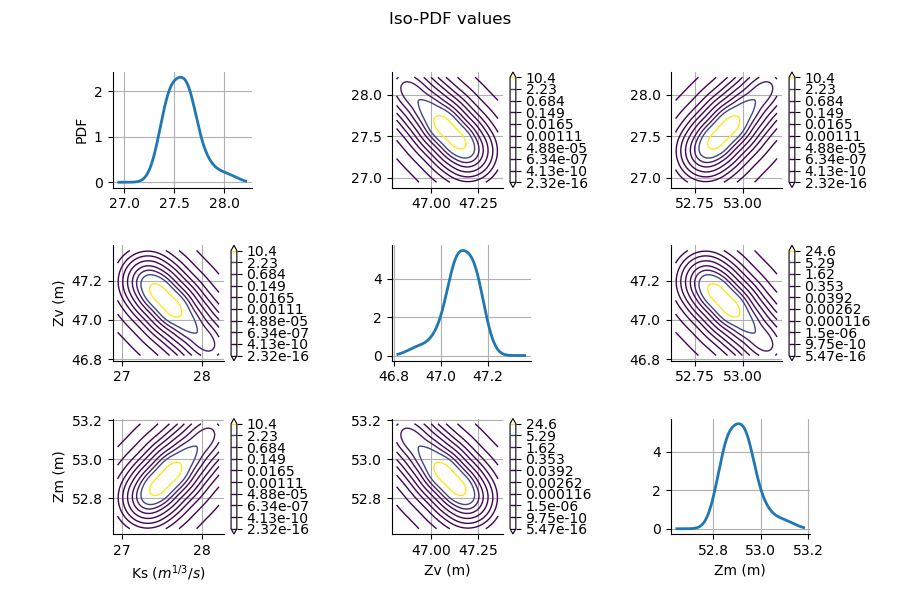 Iso-PDF values
PDF
2
1
0
27.0 27.5 28.0
28.0
27.5
27.0
47.00 47.25
10.4
2.23
0.684
0.149
0.0165
0.00111
4.88e-05
6.34e-07
4.13e-10
2.32e-16
28.0
27.5
27.0
52.75 53.00
10.4
2.23
0.684
0.149
0.0165
0.00111
4.88e-05
6.34e-07
4.13e-10
2.32e-16
Zv (m)
47.2
47.0
46.8
27 28
10.4
2.23
0.684
0.149
0.0165
0.00111
4.88e-05
6.34e-07
4.13e-10
2.32e-16
4
2
0
46.8 47.0 47.2
47.2
47.0
46.8
52.75 53.00
24.6
5.29
1.62
0.353
0.0392
0.00262
0.000116
1.5e-06
9.75e-10
5.47e-16
Zm (m)
53.2
53.0
52.8
27 28
Ks (m^{1/3}/s)
10.4
2.23
0.684
0.149
0.0165
0.00111
4.88e-05
6.34e-07
4.13e-10
2.32e-16
53.2
53.0
52.8
47.00 47.25
Zv (m)
24.6
5.29
1.62
0.353
0.0392
0.00262
0.000116
1.5e-06
9.75e-10
5.47e-16
4
2
0
52.8 53.0 53.2
Zm (m)